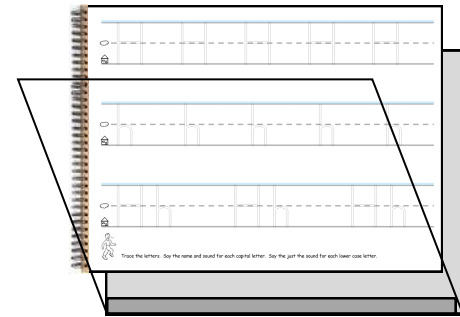 H H H H H
h h h h h
H h H h H h
Trace the letters. Say the name and sound for each capital letter. Say the just the sound for each lower case letter.